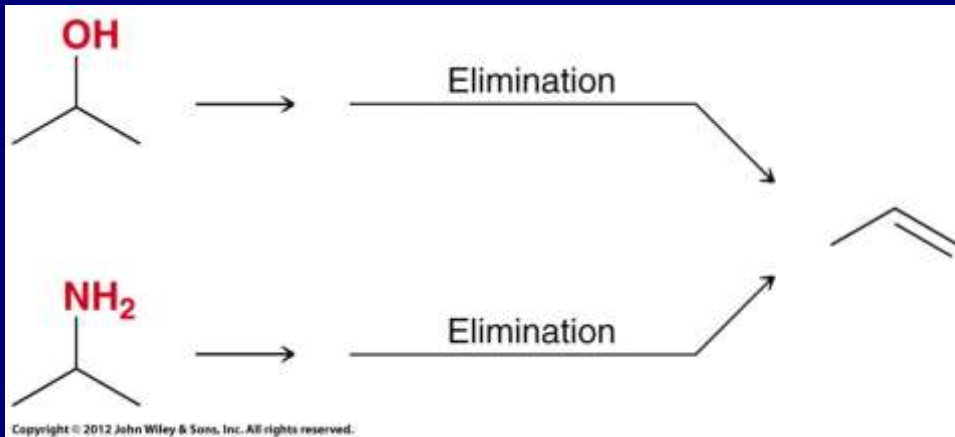 OH
Elimination
NH₂
Elimination
Copyright © 2012 John Wiley & Sons, Inc. All rights reserved.